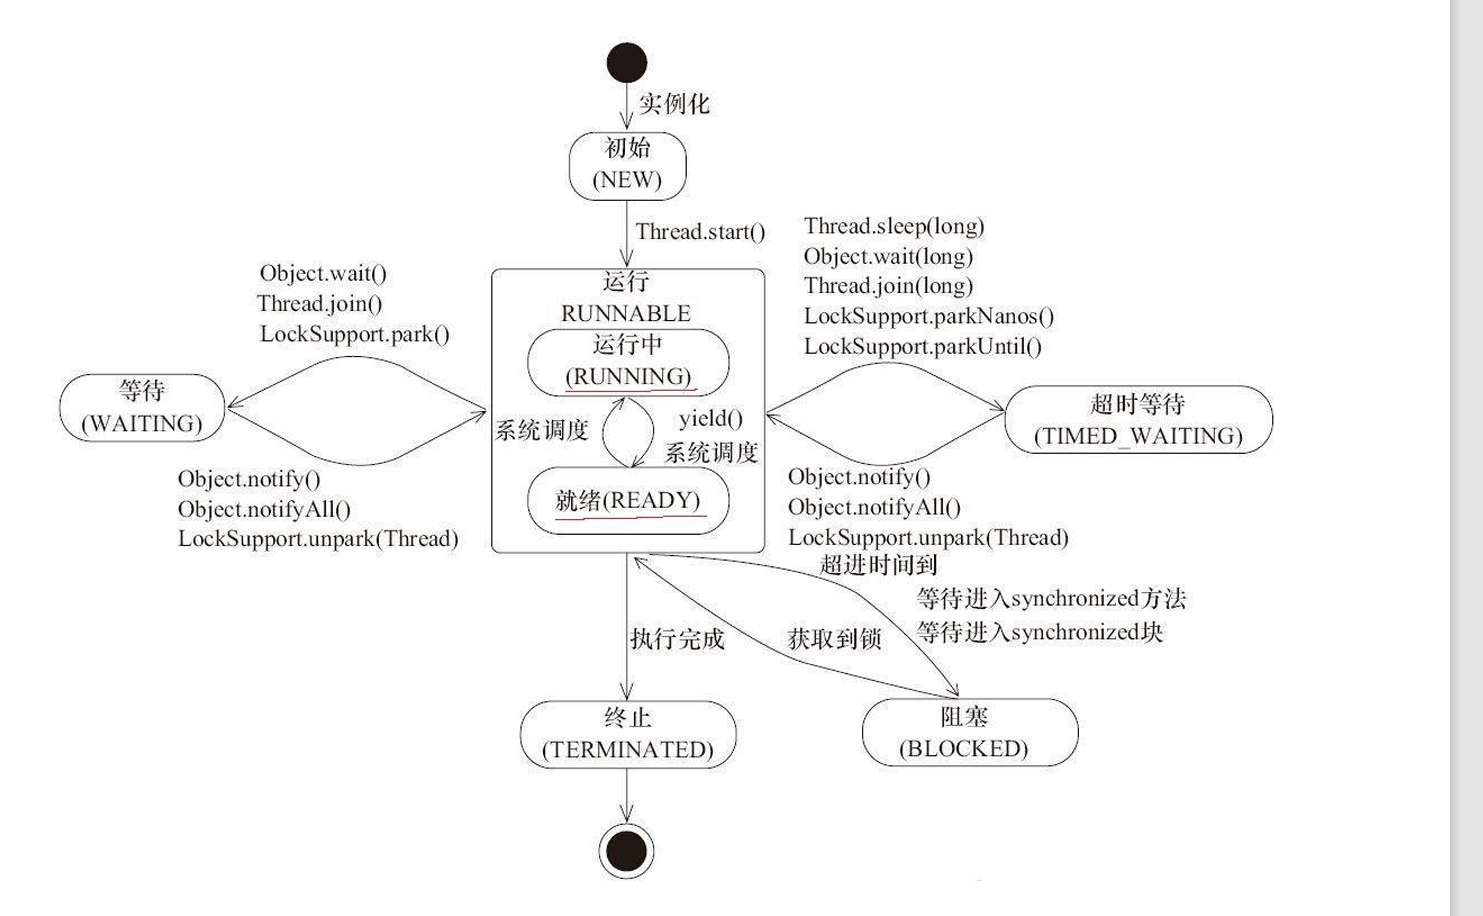 实例化
初始
(NEW)
Thread.start()
Object.wait()
Thread.join()
LockSupport.park()
Thread.sleep(long)
Object.wait(long)
Thread.join(long)
LockSupport.parkNanos()
LockSupport.parkUntil()
运行
RUNNABLE
运行中
(RUNNING)
等待
(WAITING)
系统调度
yield()
系统调度
超时等待
(TIMED_WAITING)
就绪(READY)
Object.notify()
Object.notifyAll()
LockSupport.unpark(Thread)
Object.notify()
Object.notifyAll()
LockSupport.unpark(Thread)
超进时间到
等待进入synchronized方法
等待进入synchronized块
执行完成
获取到锁
终止
(TERMINATED)
阻塞
(BLOCKED)